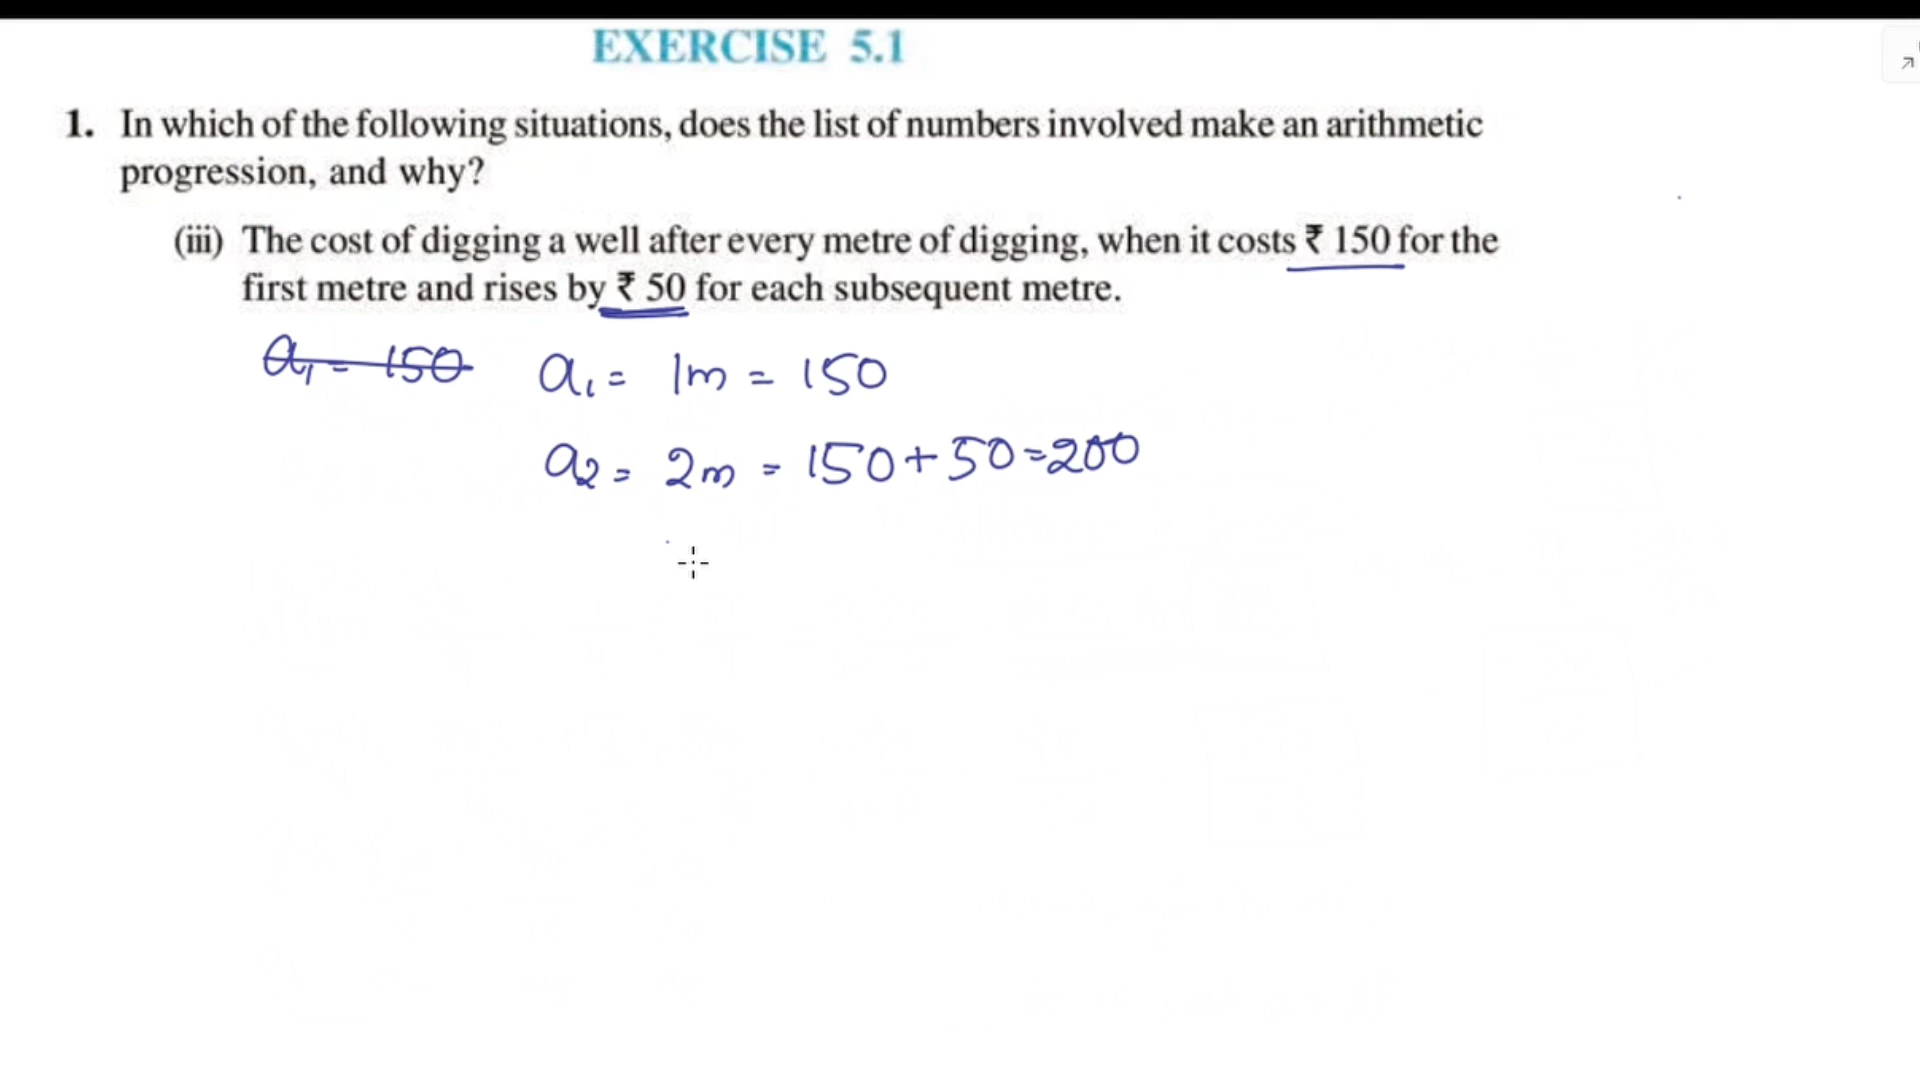 EXERCISE 5.1
1. In which of the following situations, does the list of numbers involved make an arithmetic
progression, and why?
(iii) The cost of digging a well after every metre of digging, when it costs ₹ 150 for the
first metre and rises by ₹ 50 for each subsequent metre.
a₁ = 150 a₁ = 1m = 150
a2 = 2m = 150+50=200